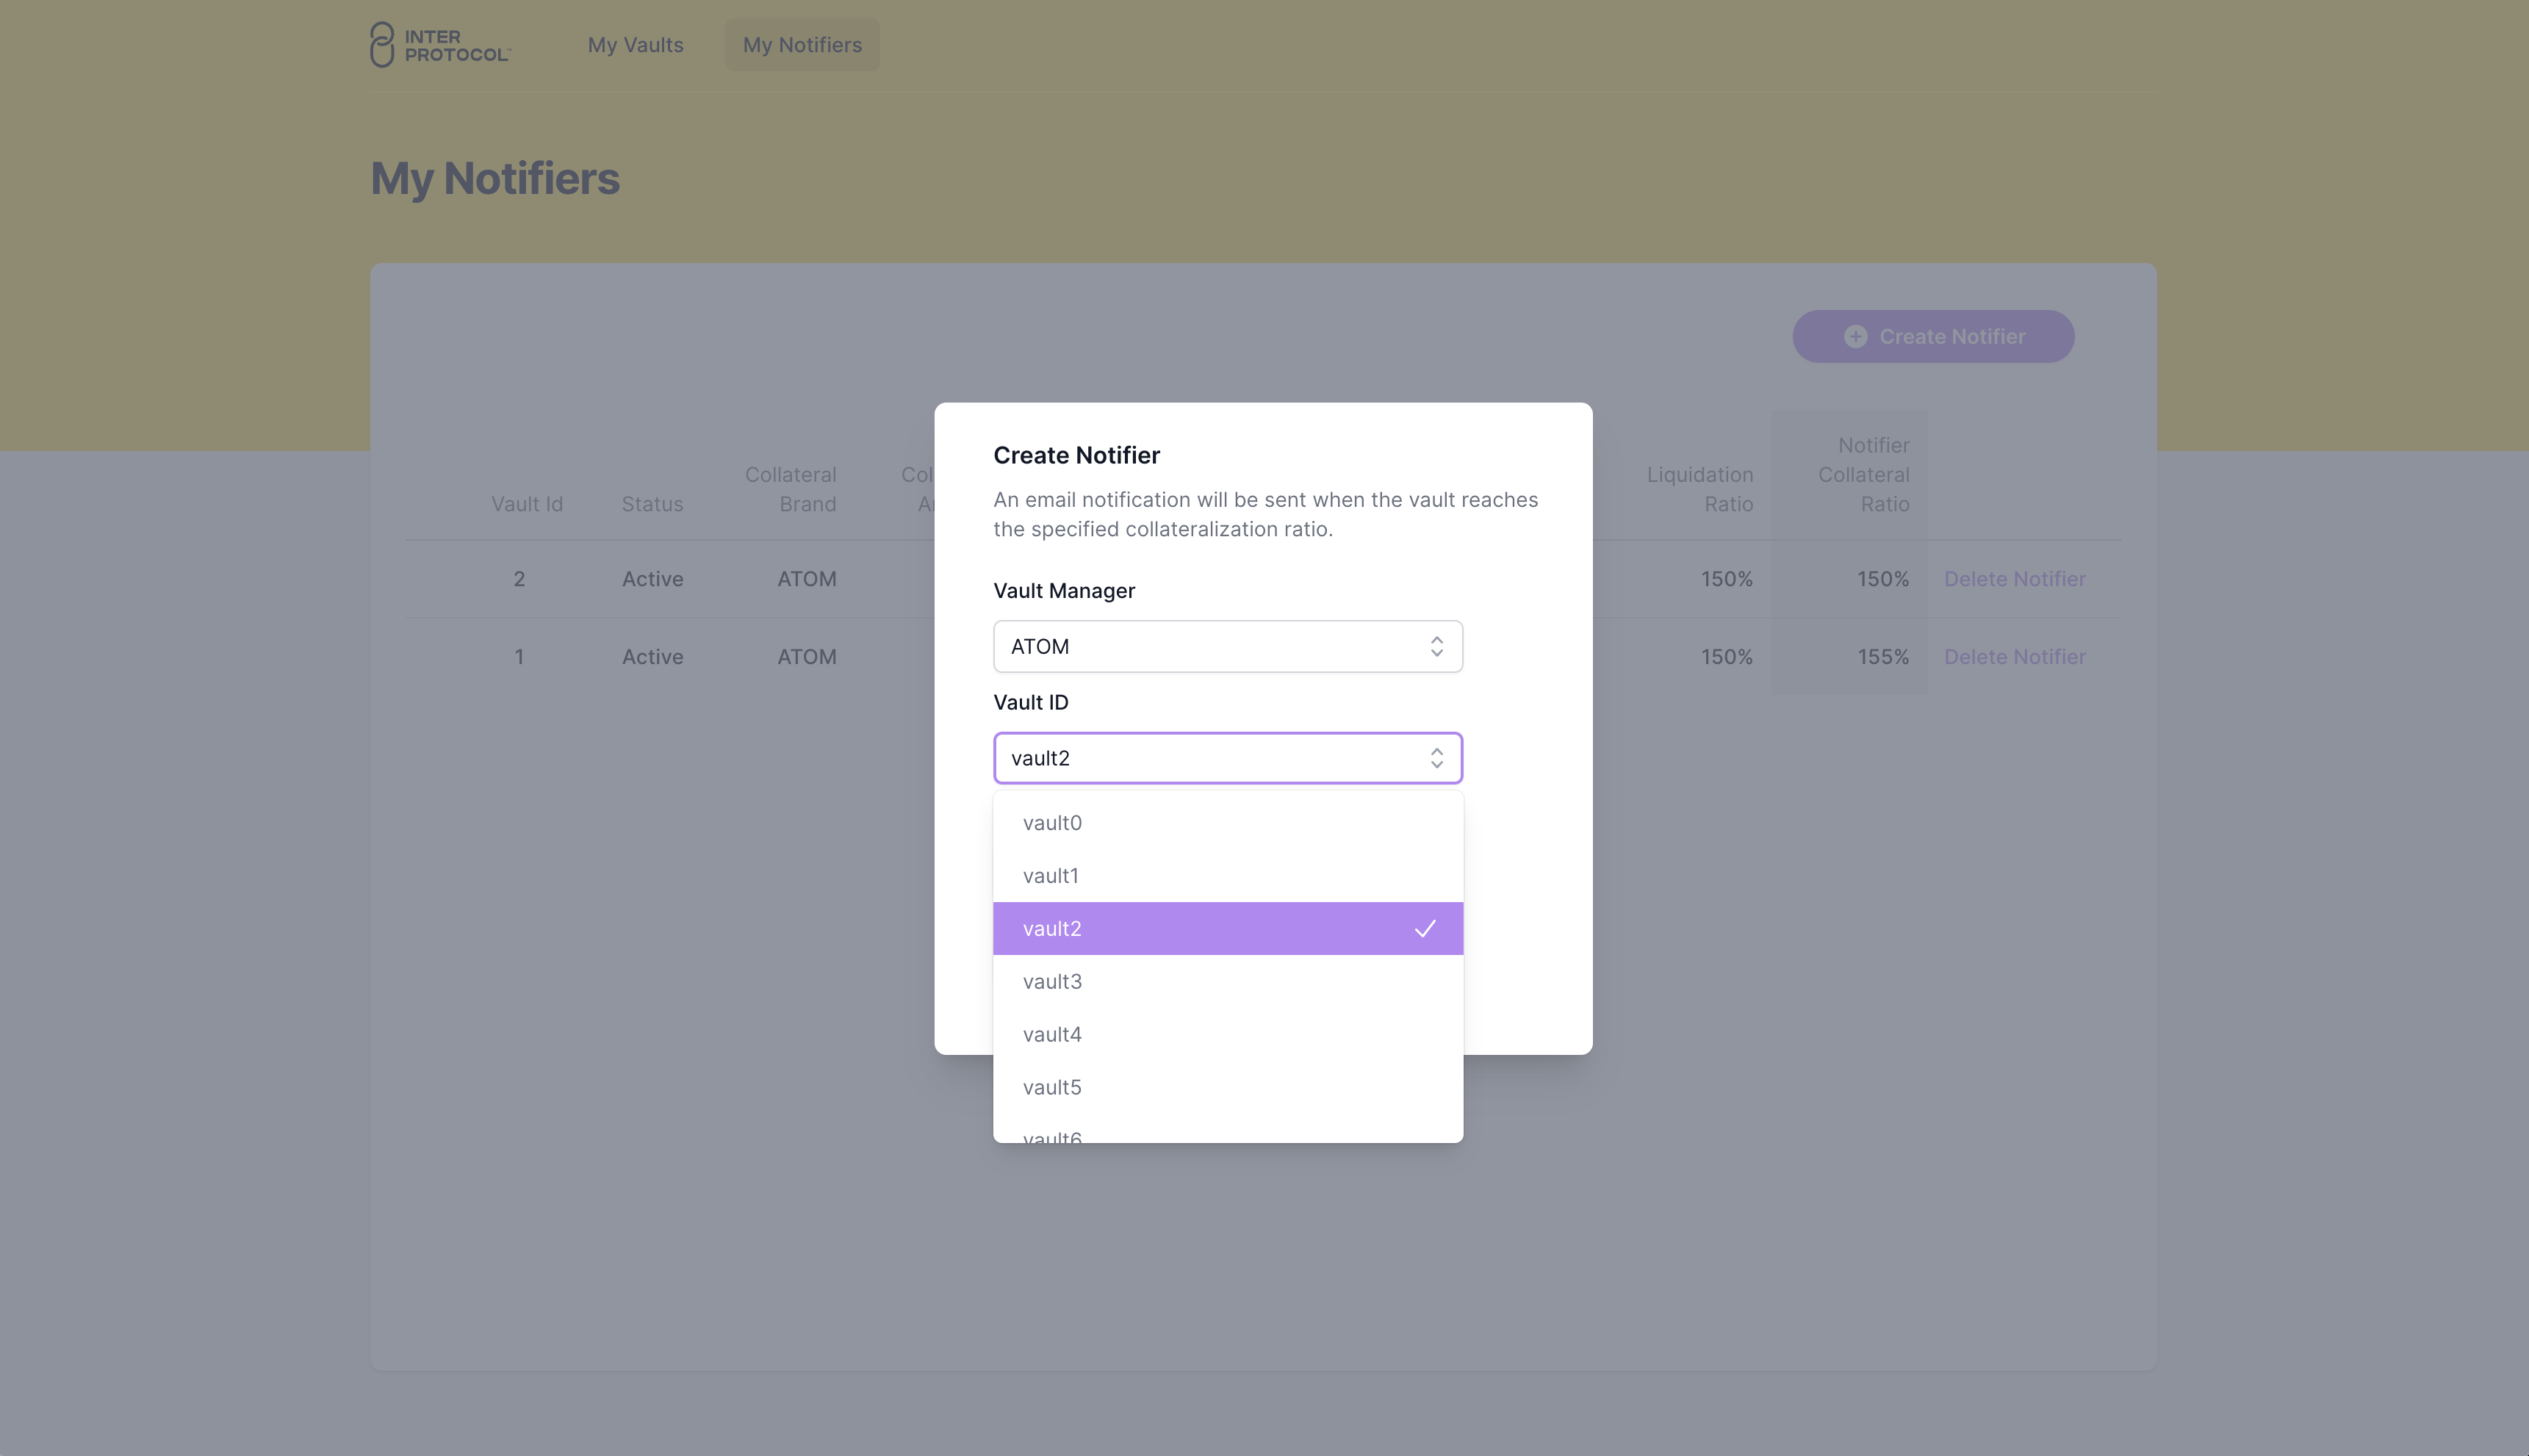 INTER
PROTOCOL™
My Vaults
My Notifiers
My Notifiers
Create Notifier
Vault Id
Status
Collateral
Brand
Col
Liquidation
Ratio
Notifier
Collateral
Ratio
2 Active ATOM 150% 150% Delete Notifier
1 Active ATOM 150% 155% Delete Notifier
Create Notifier
An email notification will be sent when the vault reaches
the specified collateralization ratio.
Vault Manager
ATOM
Vault ID
vault2
vault0
vault1
vault2
vault3
vault4
vault5
vault6